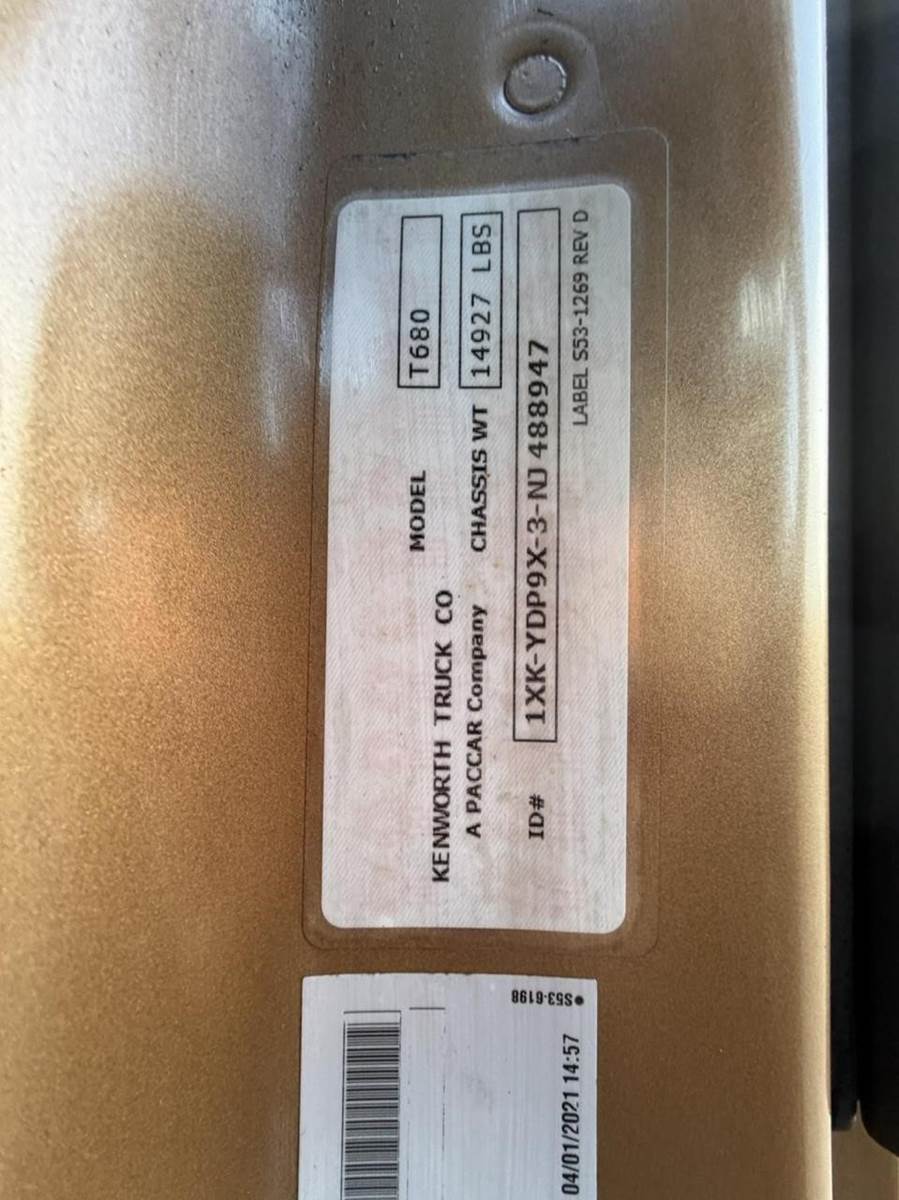 MODEL T680
KENWORTH TRUCK CO
A PACCAR Company CHASSIS WT 14927 LBS
ID# 1XK-YDP9X-3-NJ 488947
LABEL S53-1269 REV D
●S53-6198
04/01/2021 14:57